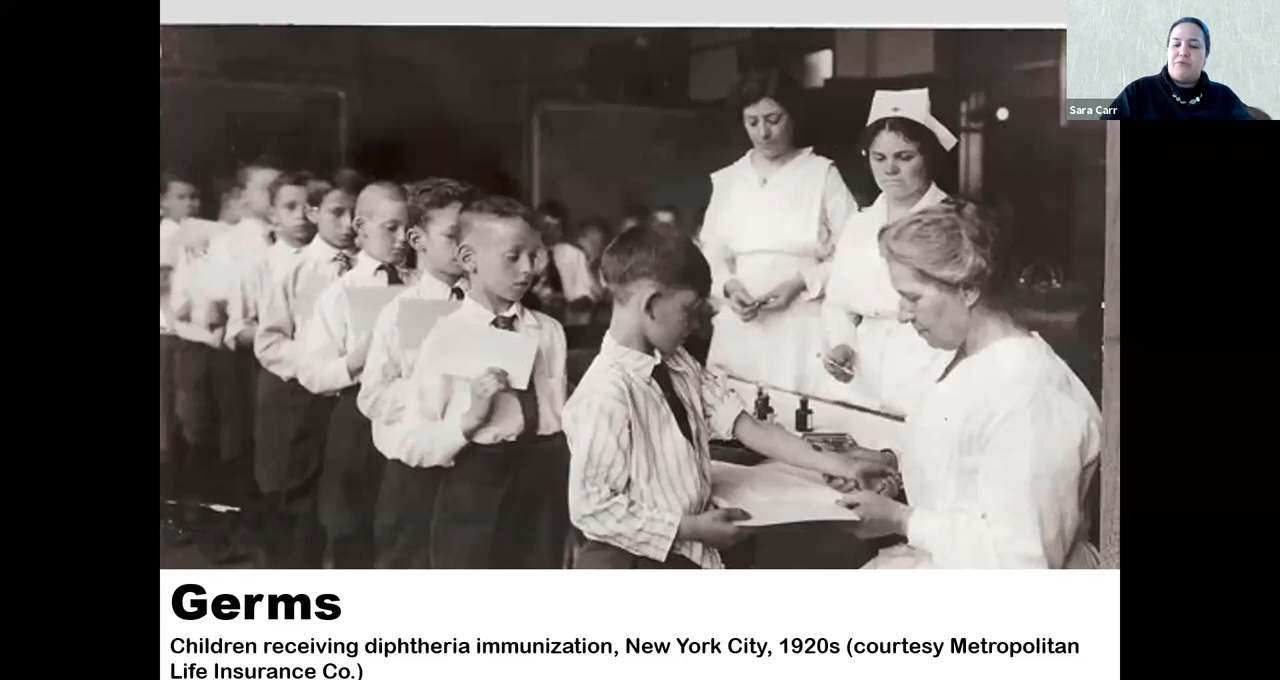 Sara Carr
Germs
Children receiving diphtheria immunization, New York City, 1920s (courtesy Metropolitan
Life Insurance Co.)